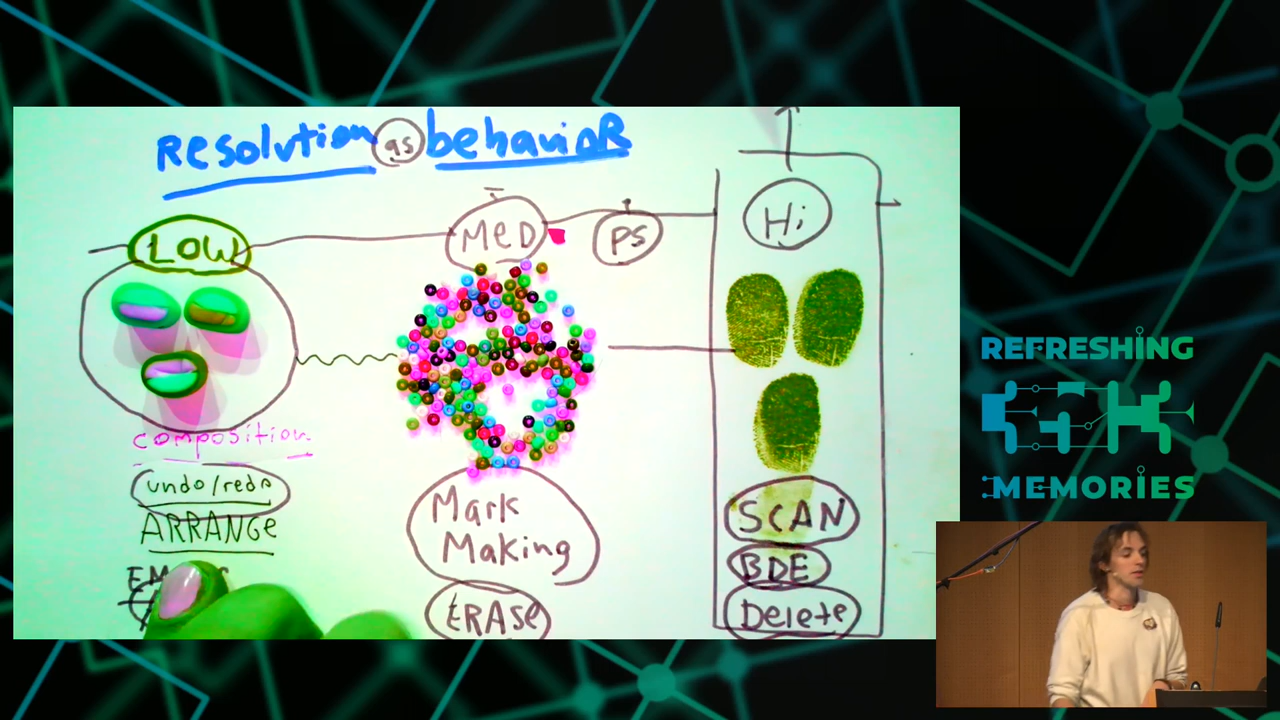 Resolution as behavioR
LOW
MeD
PS
Hi
composition
undo/redo
ARRANGe
Mark
Making
eRAse
SCAN
BDE
Delete
REFRESHING
MEMORIES